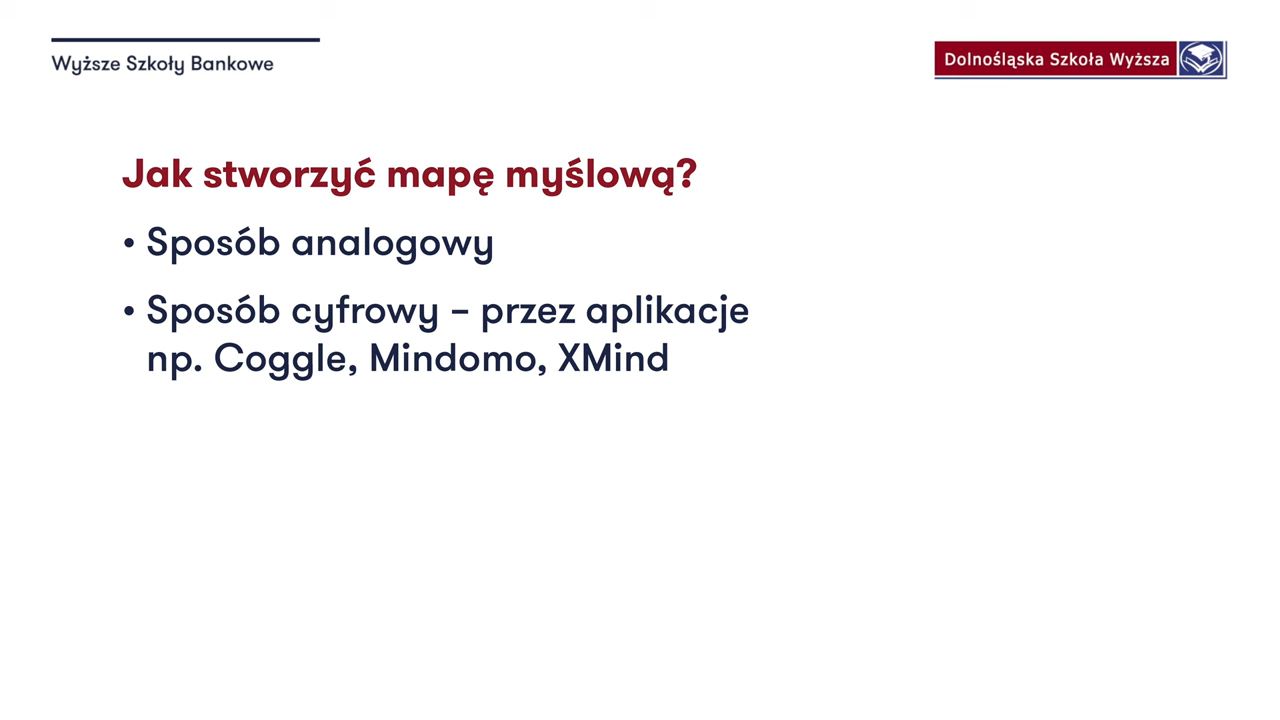 Wyższe Szkoły Bankowe
Dolnośląska Szkoła Wyższa
Jak stworzyć mapę myślową?
• Sposób analogowy
• Sposób cyfrowy – przez aplikacje
np. Coggle, Mindomo, XMind